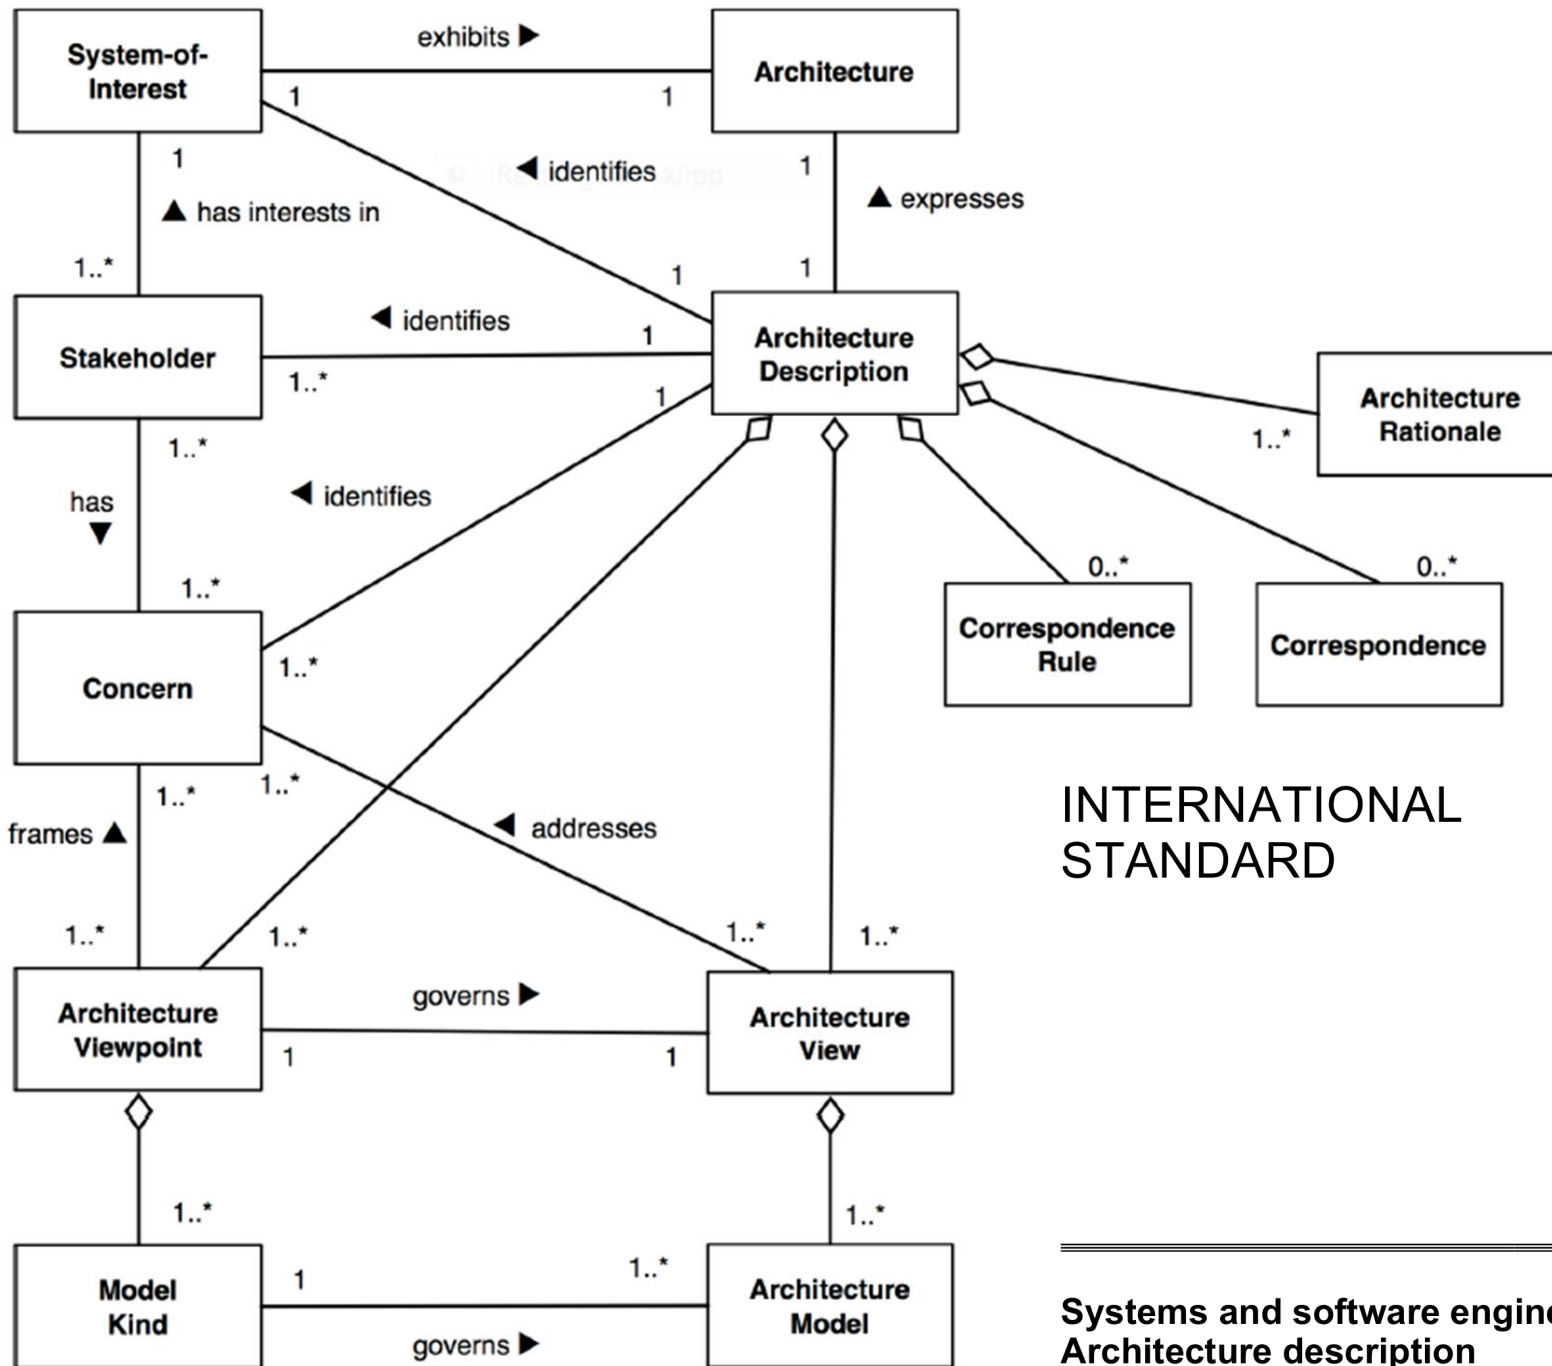 System-of-
Interest
exhibits ▶
Architecture
1
1
1
◀ identifies
1
▲ has interests in
▲ expresses
1..*
1
1
Stakeholder
◀ identifies
1
1..*
Architecture
Description
1
1..*
Architecture
Rationale
1..*
has
▼
◀ identifies
1..*
1..*
0..*
0..*
Correspondence
Rule
Correspondence
Concern
1..*
1..*
◀ addresses
frames ▲
INTERNATIONAL
STANDARD
1..*
1..*
1..*
1..*
Architecture
Viewpoint
governs ▶
Architecture
View
1
1
1..*
1..*
Model
Kind
1
1..*
governs ▶
Architecture
Model
Systems and software engine
Architecture description